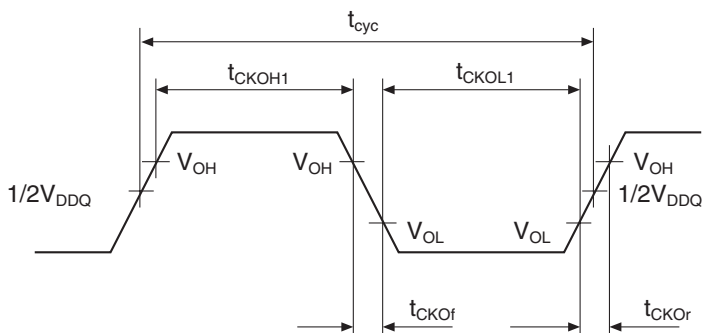 tcyc
tCKOH1 tCKOL1
VOH VOH VOH
1/2VDDQ 1/2VDDQ
VOL VOL
tCKOf tCKOr